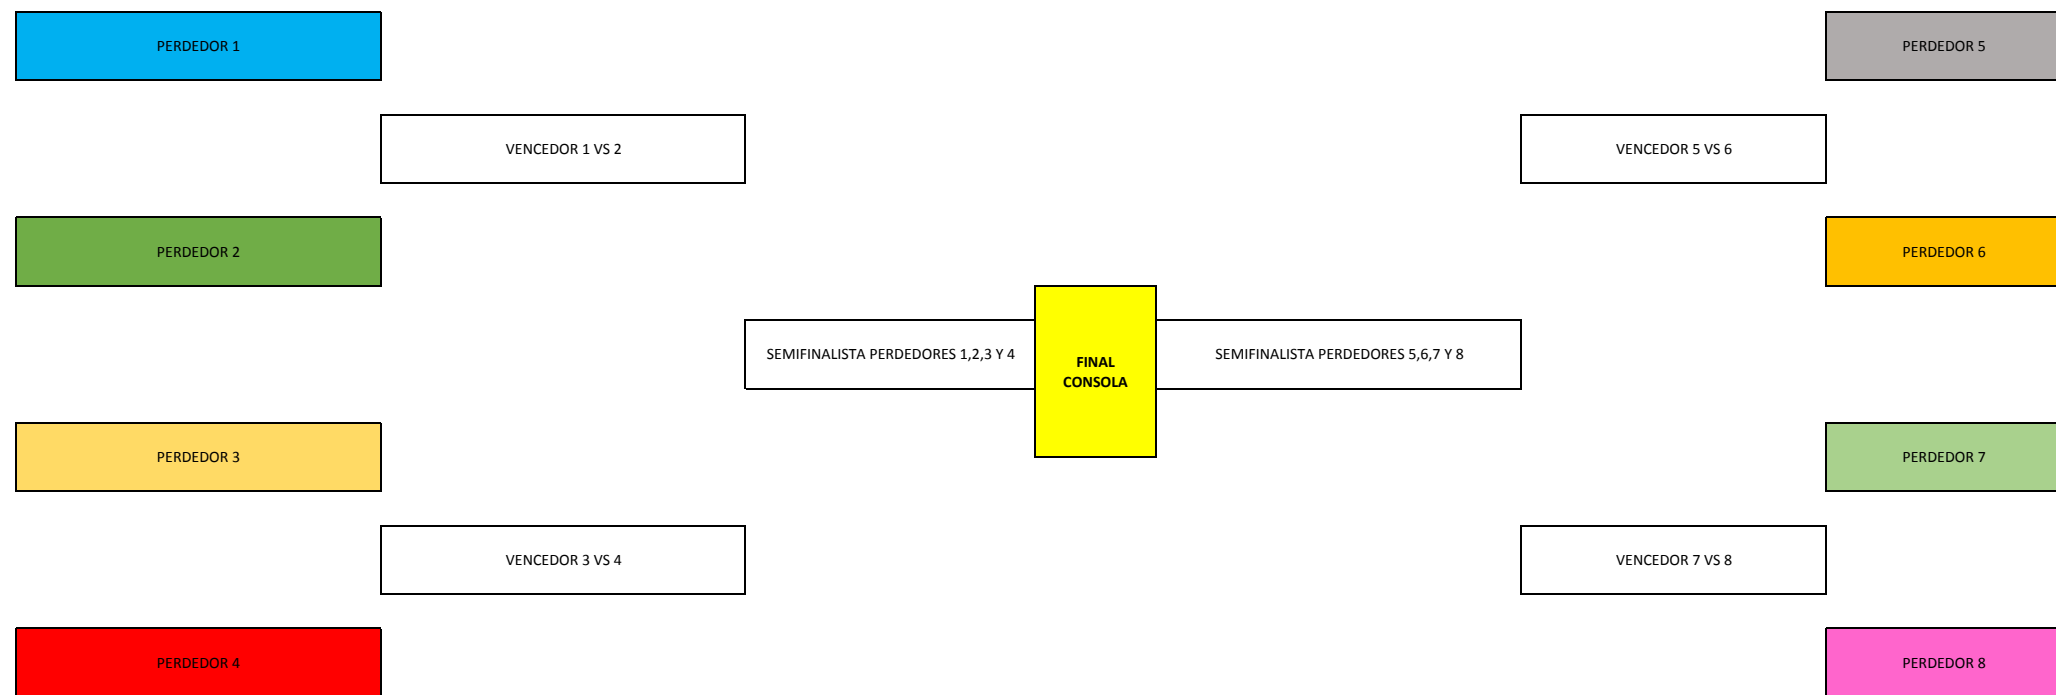 PERDEDOR 1
PERDEDOR 5
VENCEDOR 1 VS 2
VENCEDOR 5 VS 6
PERDEDOR 2
PERDEDOR 6
SEMIFINALISTA PERDEDORES 1,2,3 Y 4
FINAL
CONSOLA
SEMIFINALISTA PERDEDORES 5,6,7 Y 8
PERDEDOR 3
PERDEDOR 7
VENCEDOR 3 VS 4
VENCEDOR 7 VS 8
PERDEDOR 4
PERDEDOR 8